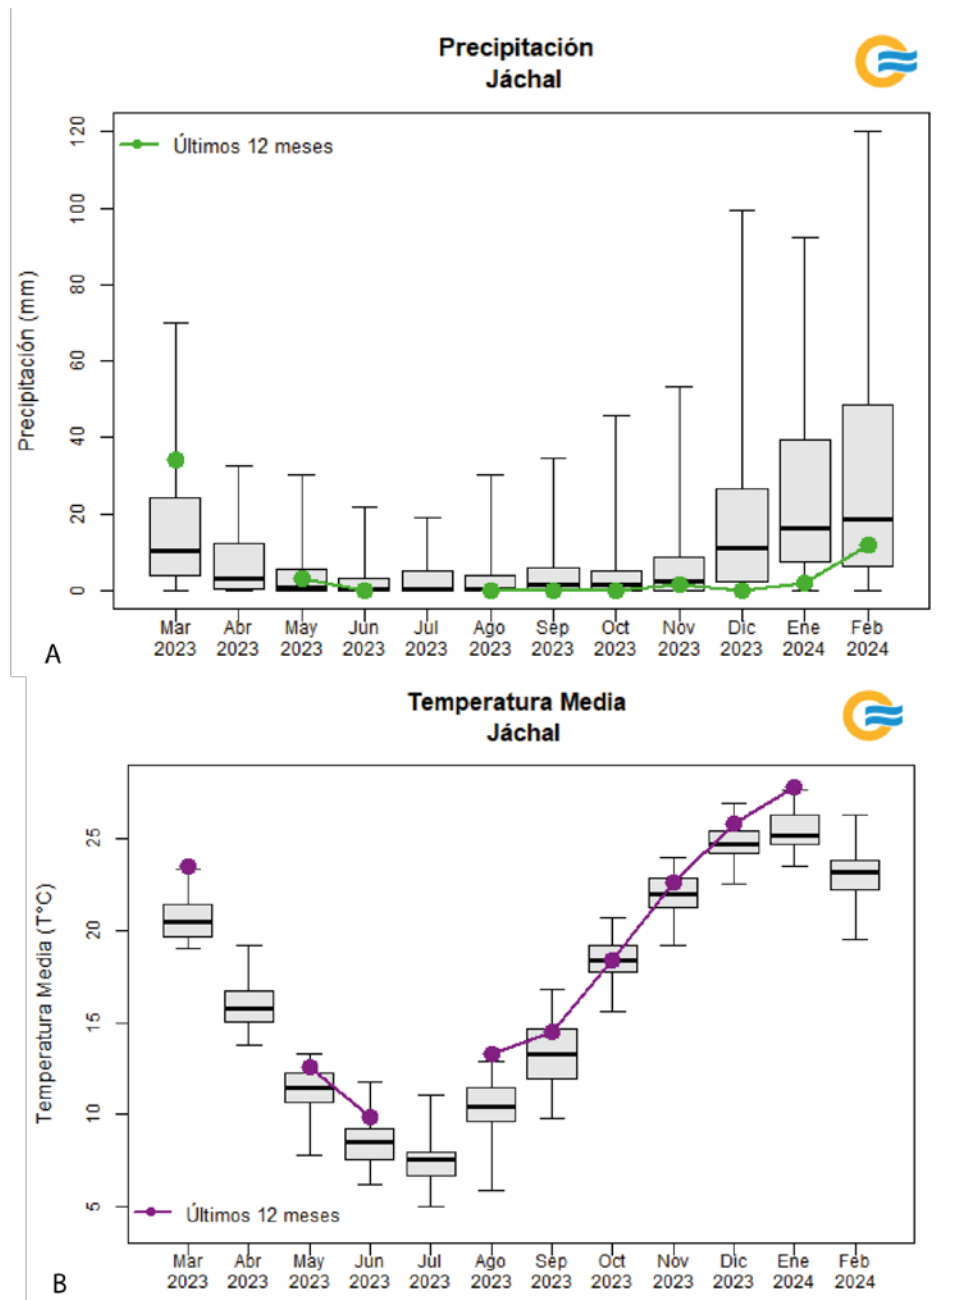 Precipitación
Jáchal
Últimos 12 meses
Precipitación (mm)
120
100
80
60
40
20
0
Mar Abr May Jun Jul Ago Sep Oct Nov Dic Ene Feb
2023 2023 2023 2023 2023 2023 2023 2023 2023 2023 2024 2024
A
Temperatura Media
Jáchal
Temperatura Media (T°C)
25
20
15
10
5
Últimos 12 meses
Mar Abr May Jun Jul Ago Sep Oct Nov Dic Ene Feb
2023 2023 2023 2023 2023 2023 2023 2023 2023 2023 2024 2024
B